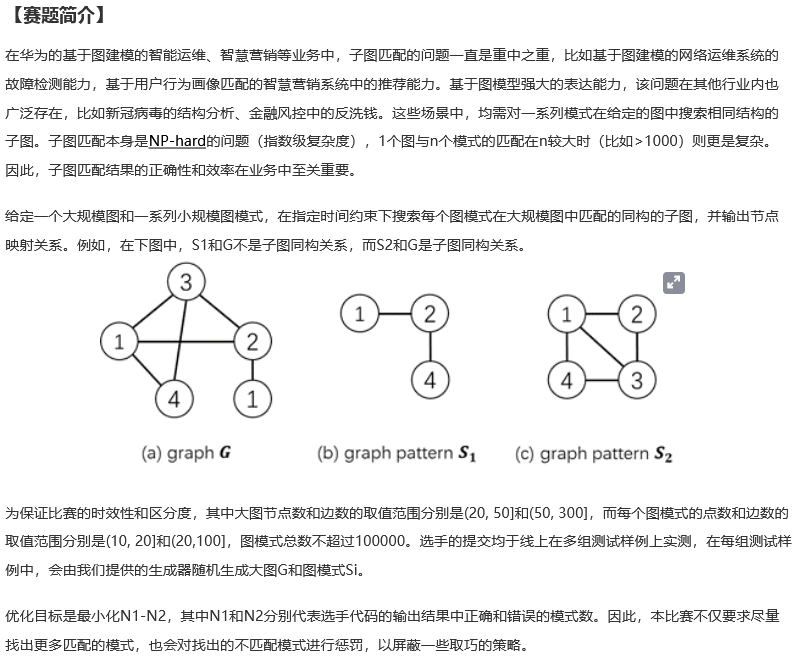 【赛题简介】
在华为的基于图建模的智能运维、智慧营销等业务中，子图匹配的问题一直是重中之重，比如基于图建模的网络运维系统的
故障检测能力，基于用户行为画像匹配的智慧营销系统中的推荐能力。基于图模型强大的表达能力，该问题在其他行业内也
广泛存在，比如新冠病毒的结构分析、金融风控中的反洗钱。这些场景中，均需对一系列模式在给定的图中搜索相同结构的
子图。子图匹配本身是NP-hard的问题（指数级复杂度），1个图与n个模式的匹配在n较大时（比如>1000）则更是复杂。
因此，子图匹配结果的正确性和效率在业务中至关重要。
给定一个大规模图和一系列小规模图模式，在指定时间约束下搜索每个图模式在大规模图中匹配的同构的子图，并输出节点
映射关系。例如，在下图中，S1和G不是子图同构关系，而S2和G是子图同构关系。
3
1 2
4 1
1 2
4
1 2
4 3
(a) graph G
(b) graph pattern S₁
(c) graph pattern S₂
为保证比赛的时效性和区分度，其中大图节点数和边数的取值范围分别是(20, 50]和(50, 300]，而每个图模式的点数和边数的
取值范围分别是(10, 20]和(20,100]，图模式总数不超过100000。选手的提交均于线上在多组测试样例上实测，在每组测试样
例中，会由我们提供的生成器随机生成大图G和图模式Si。
优化目标是最小化N1-N2，其中N1和N2分别代表选手代码的输出结果中正确和错误的模式数。因此，本比赛不仅要求尽量
找出更多匹配的模式，也会对找出的不匹配模式进行惩罚，以屏蔽一些取巧的策略。